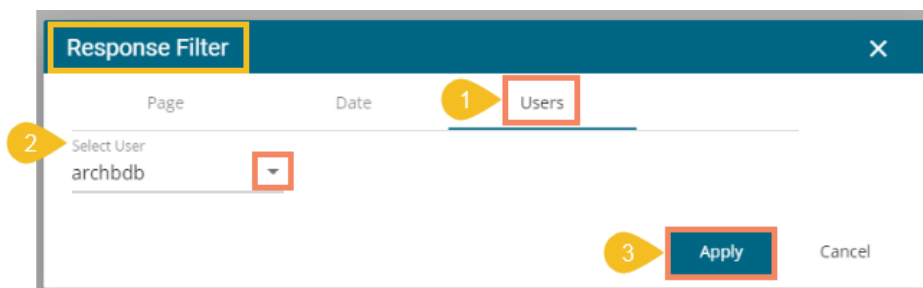 Response Filter
Page Date 1 Users
2 Select User
archbdb
3 Apply Cancel